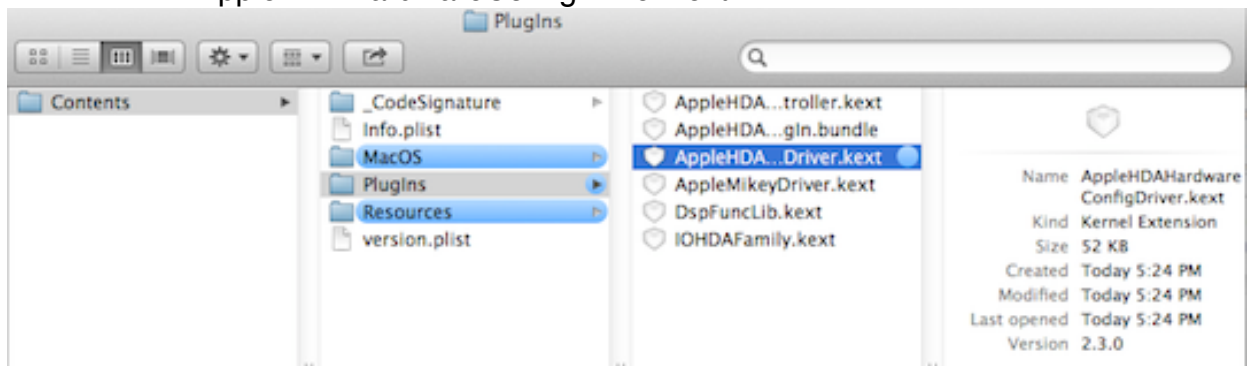 PlugIns
Contents
_CodeSignature
Info.plist
MacOS
PlugIns
Resources
version.plist
AppleHDA...troller.kext
AppleHDA...gIn.bundle
AppleHDA...Driver.kext
AppleMikeyDriver.kext
DspFuncLib.kext
IOHDAFamily.kext
Name AppleHDAHardware
ConfigDriver.kext
Kind Kernel Extension
Size 52 KB
Created Today 5:24 PM
Modified Today 5:24 PM
Last opened Today 5:24 PM
Version 2.3.0